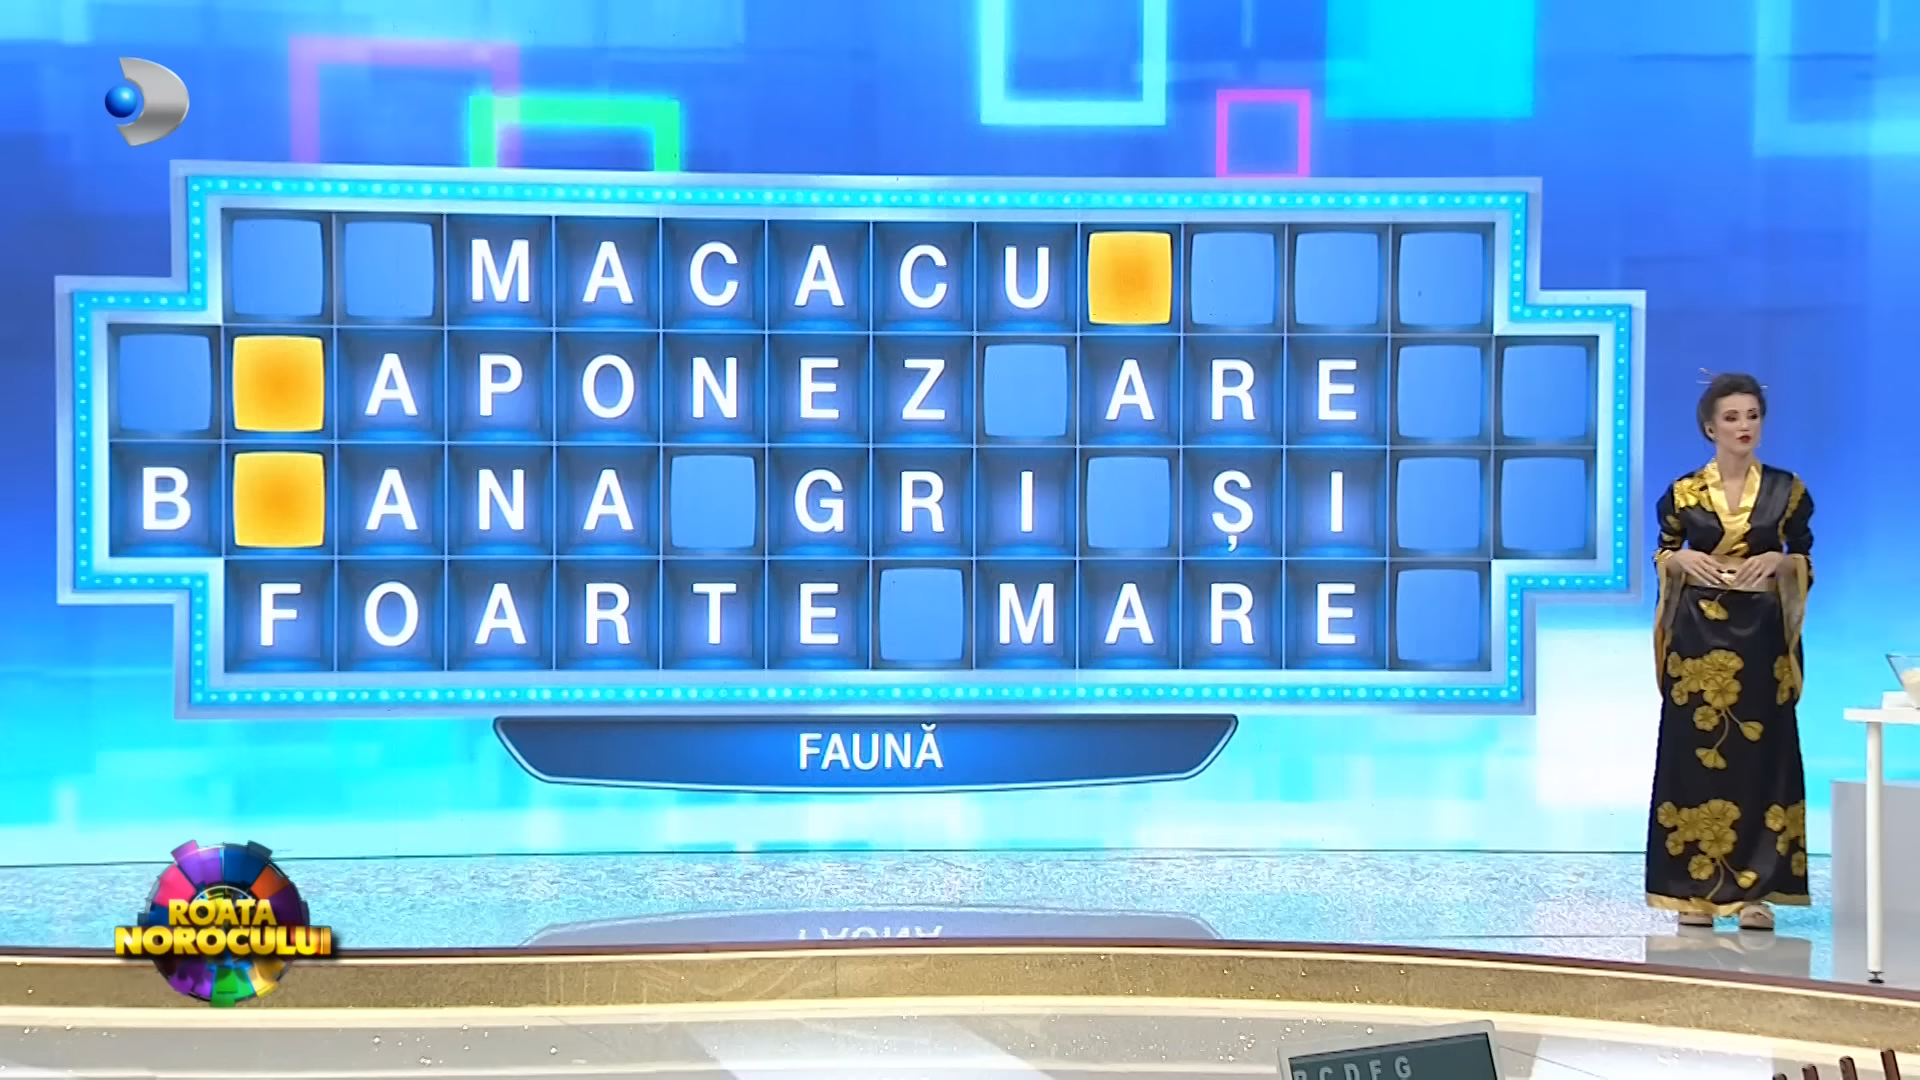 MACACU
APONEZ ARE
B ANA GRI ȘI
FOARTE MARE
FAUNĂ
ROATA
NOROCULUI
B C D F G